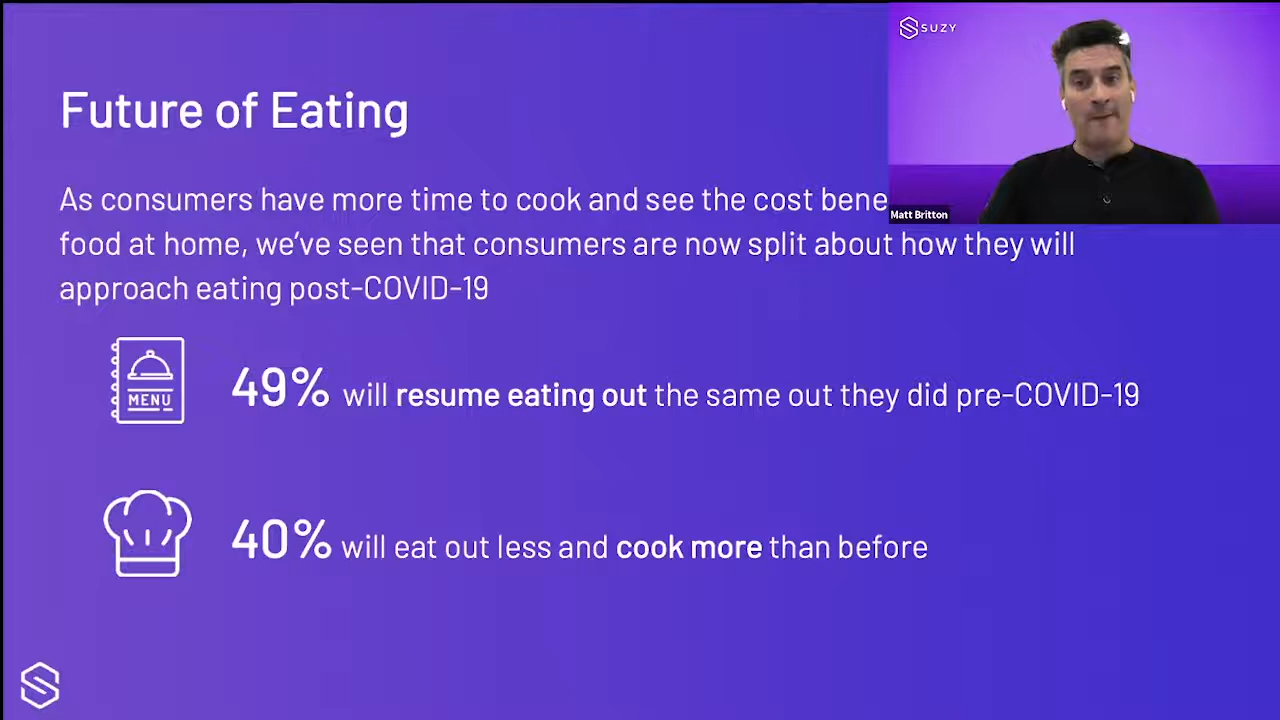 SUZY
Future of Eating
As consumers have more time to cook and see the cost bene
Matt Britton
food at home, we've seen that consumers are now split about how they will
approach eating post-COVID-19
MENU
49% will resume eating out the same out they did pre-COVID-19
40% will eat out less and cook more than before